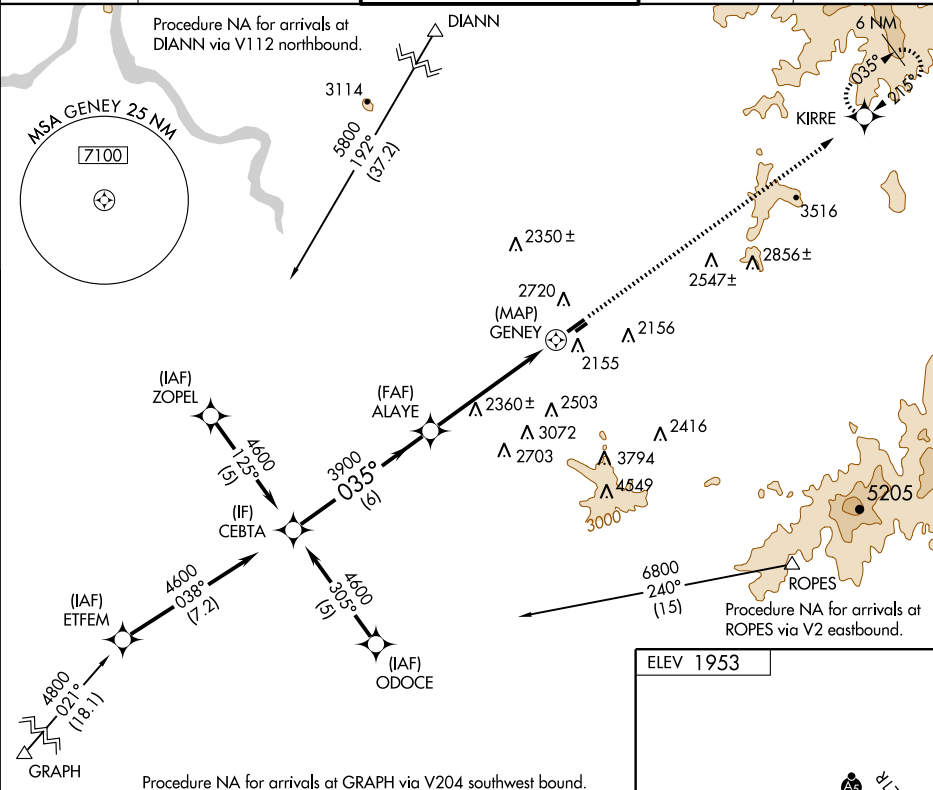 Procedure NA for arrivals at
DIANN via V112 northbound.
DIANN
6 NM
035°
215°
KIRRE
3114
MSA GENEY 25 NM
7100
5800
192°
(37.2)
3516
2350 ±
2856 ±
2547 ±
2720
(MAP)
GENEY
2156
2155
(IAF)
ZOPEL
(FAF)
ALAYE
2360 ±
2503
3072
2416
2703
3794
4549
3000
5205
4600
125°
(5)
3900
035°
(6)
(IF)
CEBTA
4600
038°
(7.2)
4600
305°
(5)
(IAF)
ETFEM
(IAF)
ODOCE
6800
240°
(15)
ROPES
Procedure NA for arrivals at
ROPES via V2 eastbound.
4800
021°
(18.1)
GRAPH
Procedure NA for arrivals at GRAPH via V204 southwest bound.
ELEV 1953
A5